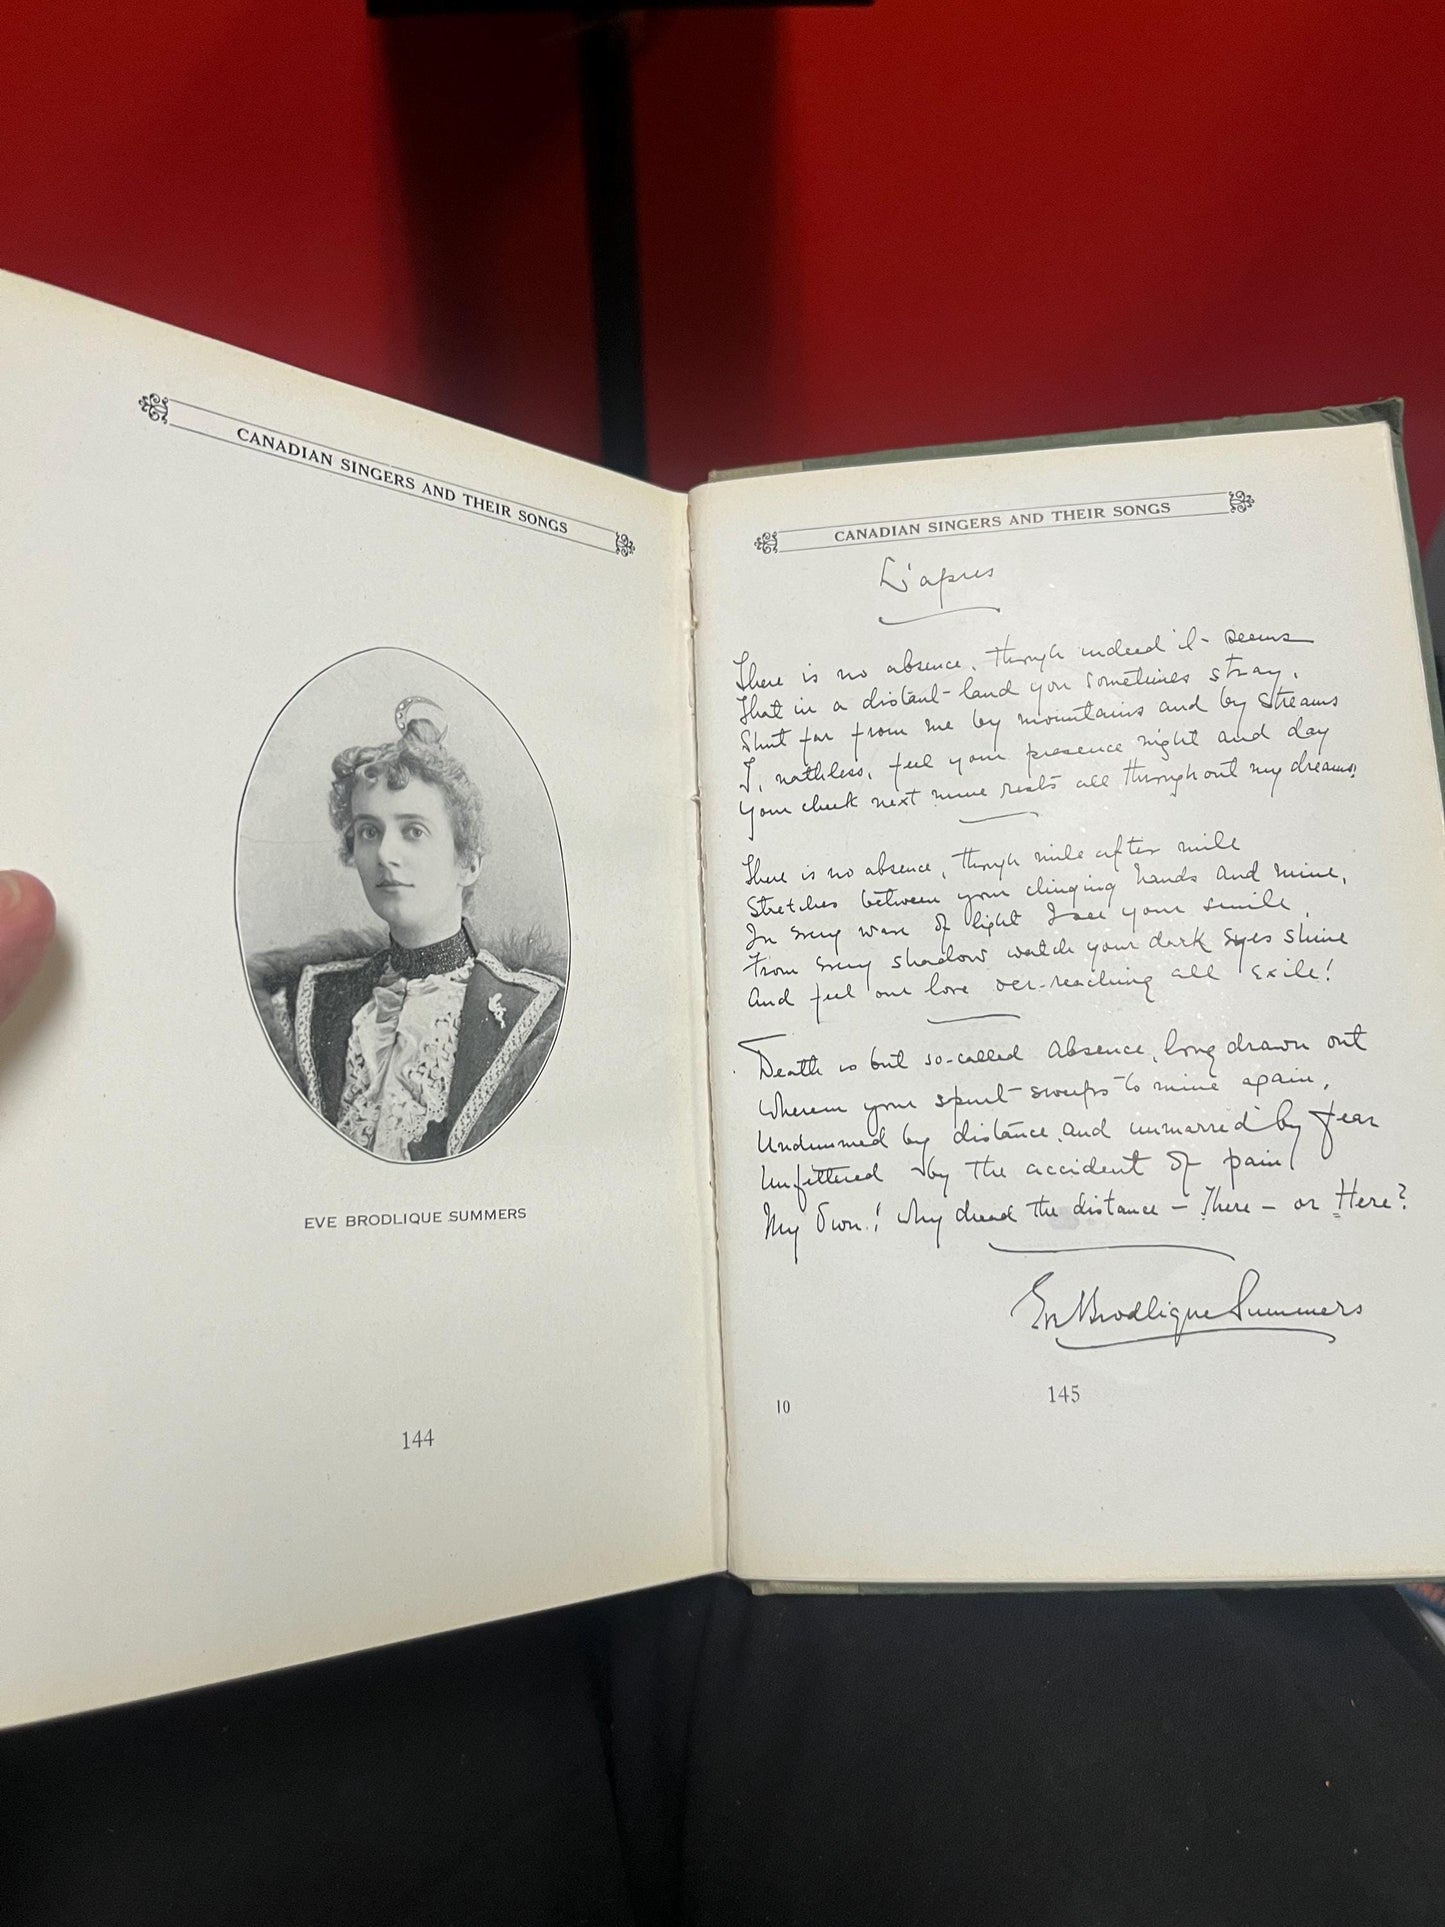 CANADIAN SINGERS AND THEIR SONGS
EVE BRODLIQUE SUMMERS
144
CANADIAN SINGERS AND THEIR SONGS
L'apres
There is no absence, though indeed it seems
That in a distant land you sometimes stray,
Shut far from me by mountains and by streams
I, nathless, feel your presence night and day
Your cheek next mine rests all throughout my dreams.
There is no absence, though mile after mile
Stretches between your clinging hands and mine,
In every wave of light I see your smile,
From every shadow watch your dark eyes shine
And feel our love oer-reaching all exile!
Death is but so-called absence, long drawn out
Wherein your spirit sweeps to mine again,
Undimmed by distance, and unmarred by fear
Unfettered by the accident of pain,
My Own! why dread the distance – There – or Here?
Eve Brodlique Summers
10
145